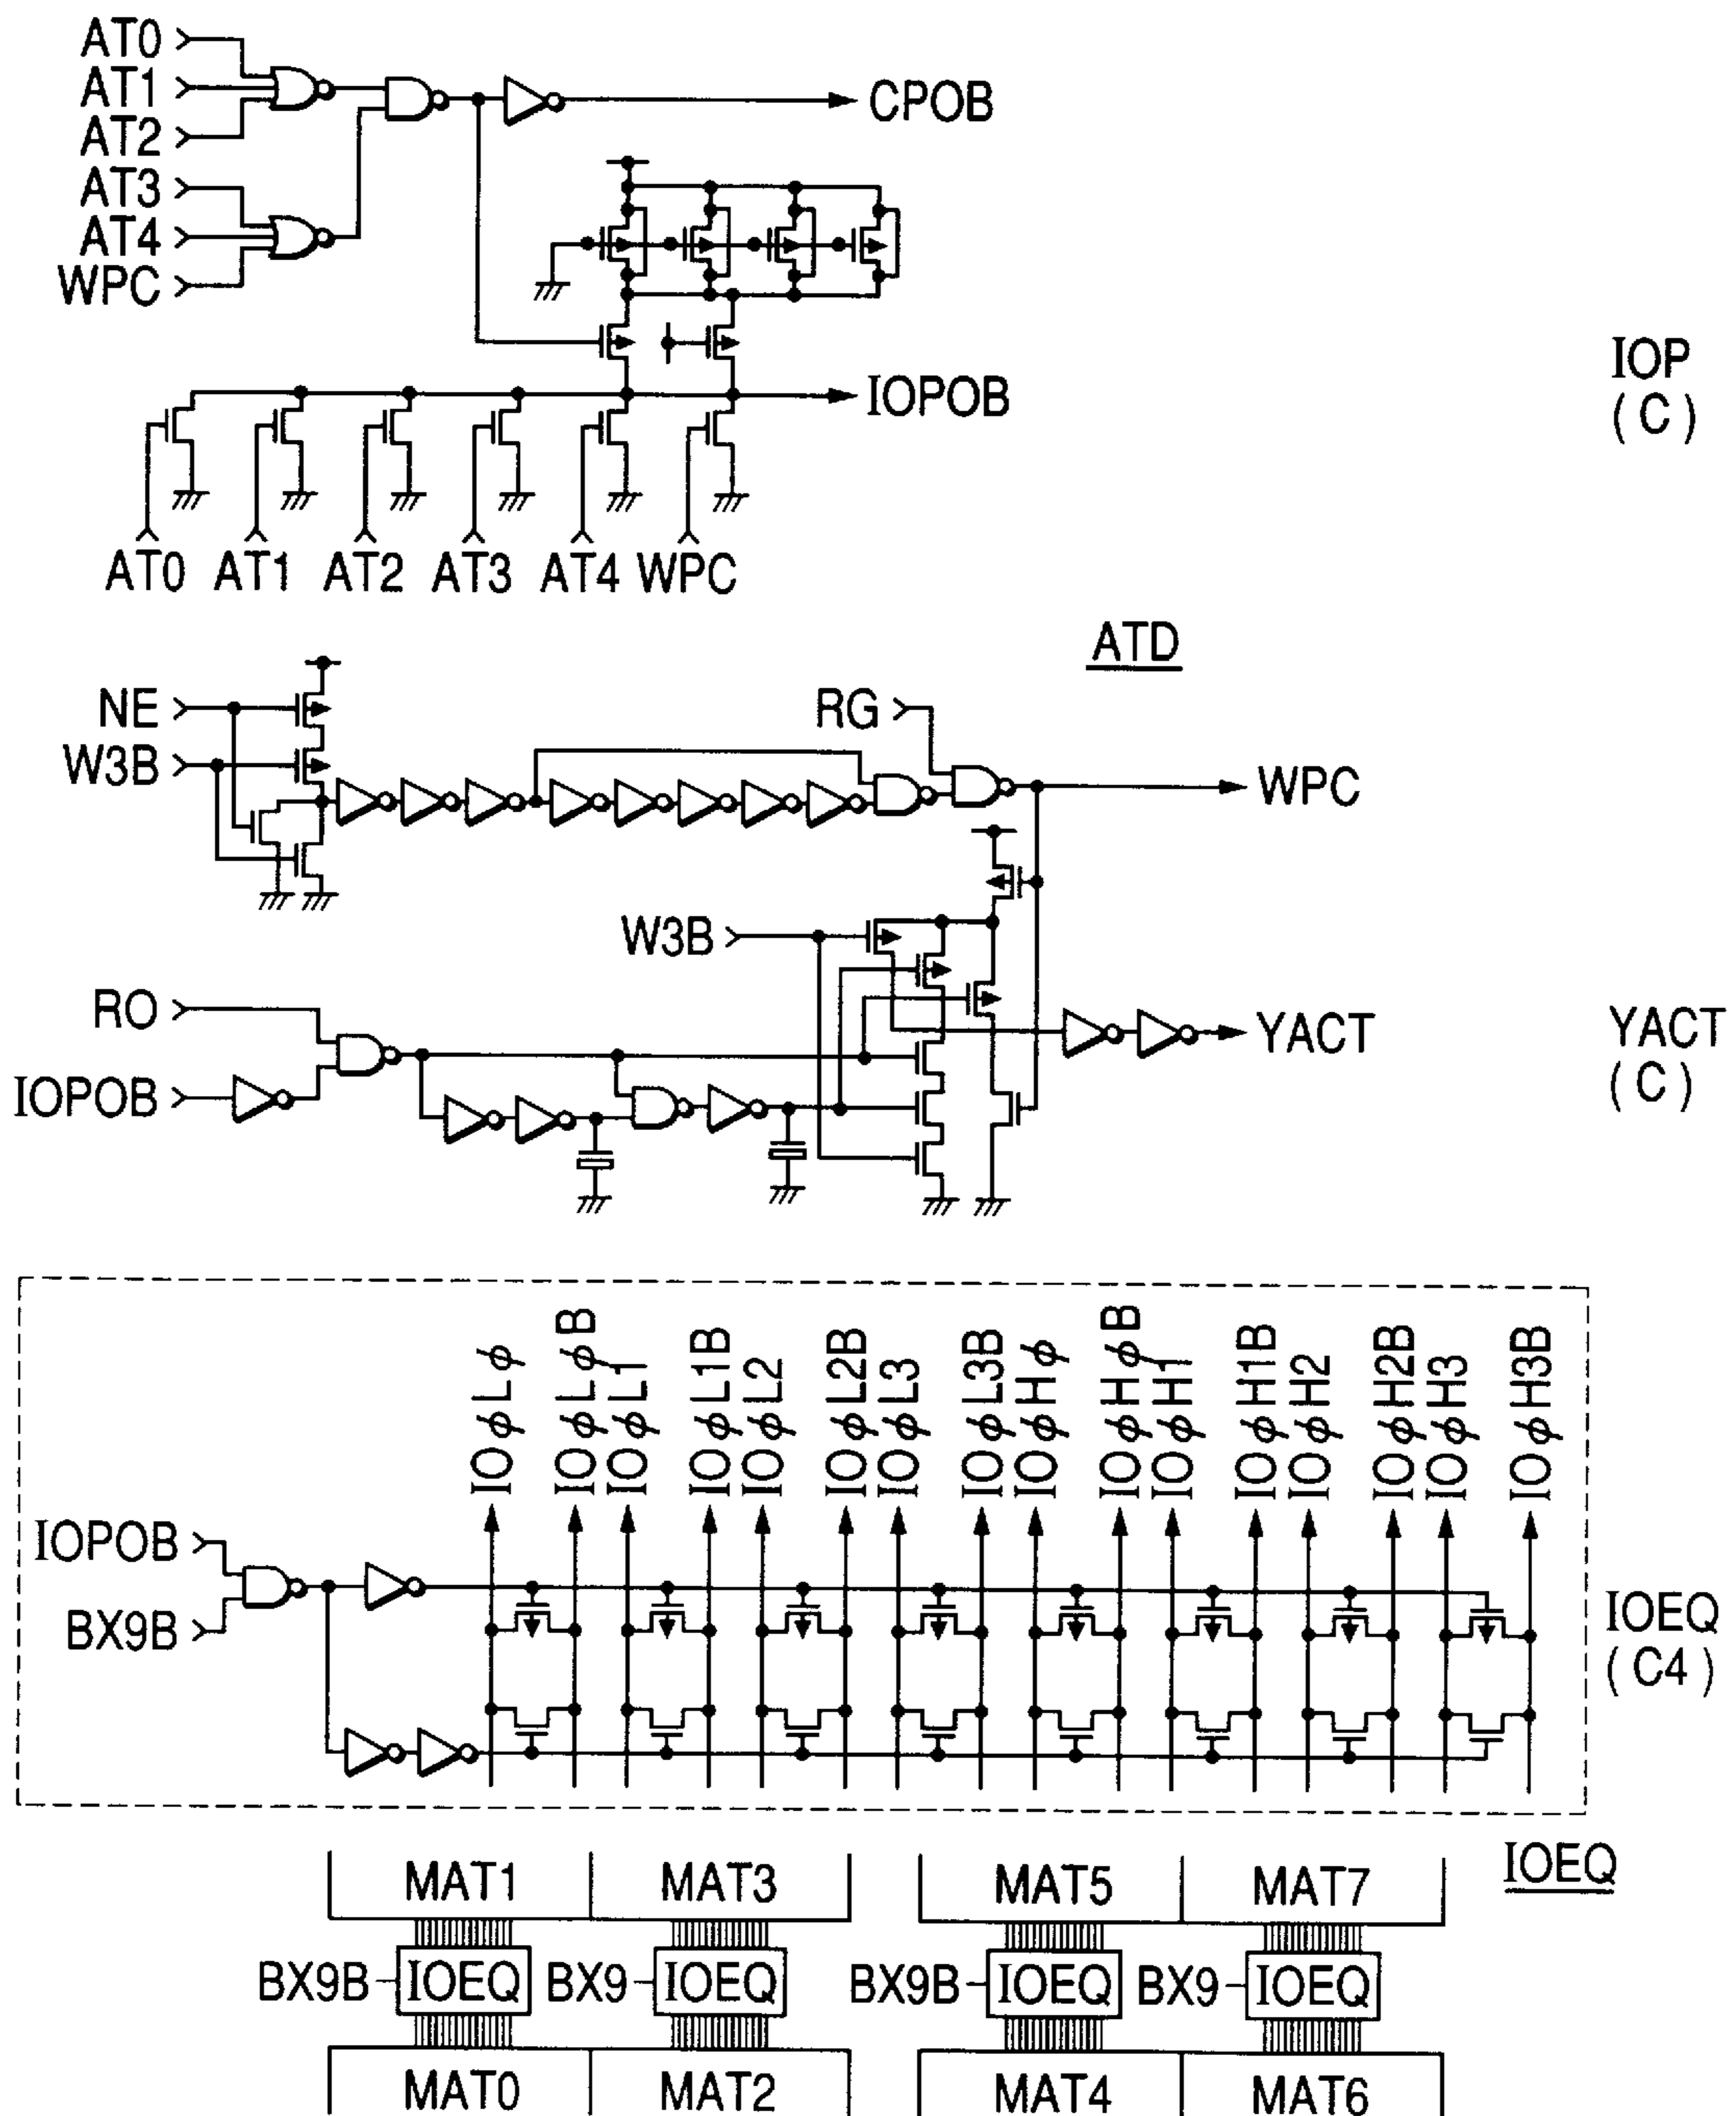 AT0
AT1
AT2
AT3
AT4
WPC
CPOB
IOPOB
IOP
( C )
AT0 AT1 AT2 AT3 AT4 WPC
ATD
NE
W3B
RG
WPC
W3B
RO
IOPOB
YACT
YACT
( C )
IOϕLϕ
IOϕLϕB
IOϕL1
IOϕL1B
IOϕL2
IOϕL2B
IOϕL3
IOϕL3B
IOϕHϕ
IOϕHϕB
IOϕH1
IOϕH1B
IOϕH2
IOϕH2B
IOϕH3
IOϕH3B
IOPOB
BX9B
IOEQ
( C4 )
IOEQ
MAT1 MAT3 MAT5 MAT7
BX9B IOEQ BX9 IOEQ BX9B IOEQ BX9 IOEQ
MAT0 MAT2 MAT4 MAT6